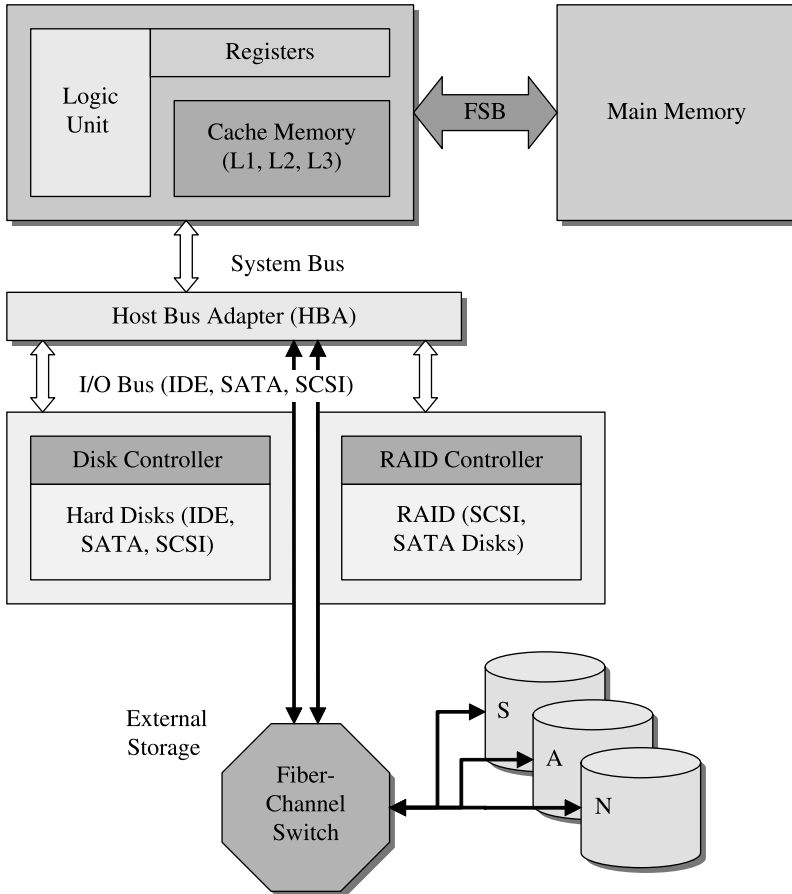 Registers
Logic
Unit
Cache Memory
(L1, L2, L3)
FSB
Main Memory
System Bus
Host Bus Adapter (HBA)
I/O Bus (IDE, SATA, SCSI)
Disk Controller
Hard Disks (IDE,
SATA, SCSI)
RAID Controller
RAID (SCSI,
SATA Disks)
External
Storage
Fiber-
Channel
Switch
S
A
N